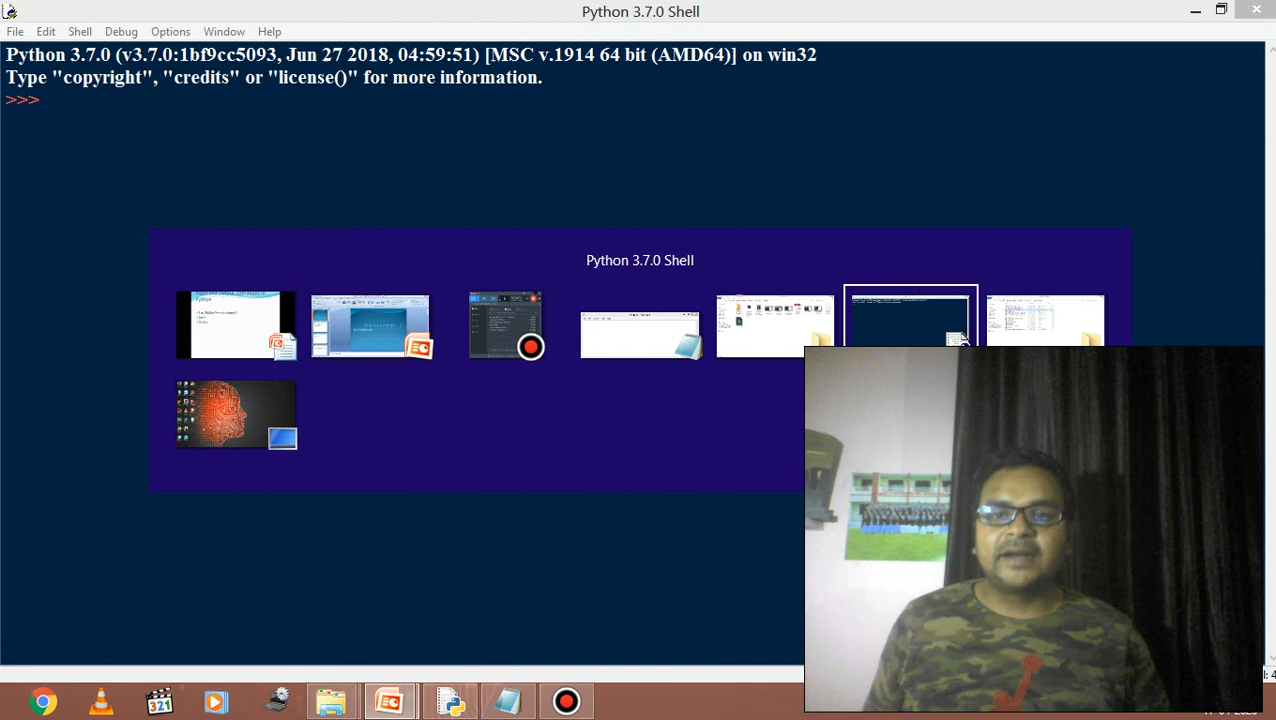 Python 3.7.0 Shell
File Edit Shell Debug Options Window Help
Python 3.7.0 (v3.7.0:1bf9cc5093, Jun 27 2018, 04:59:51) [MSC v.1914 64 bit (AMD64)] on win32
Type "copyright", "credits" or "license()" for more information.
>>>
Python 3.7.0 Shell
Python
321